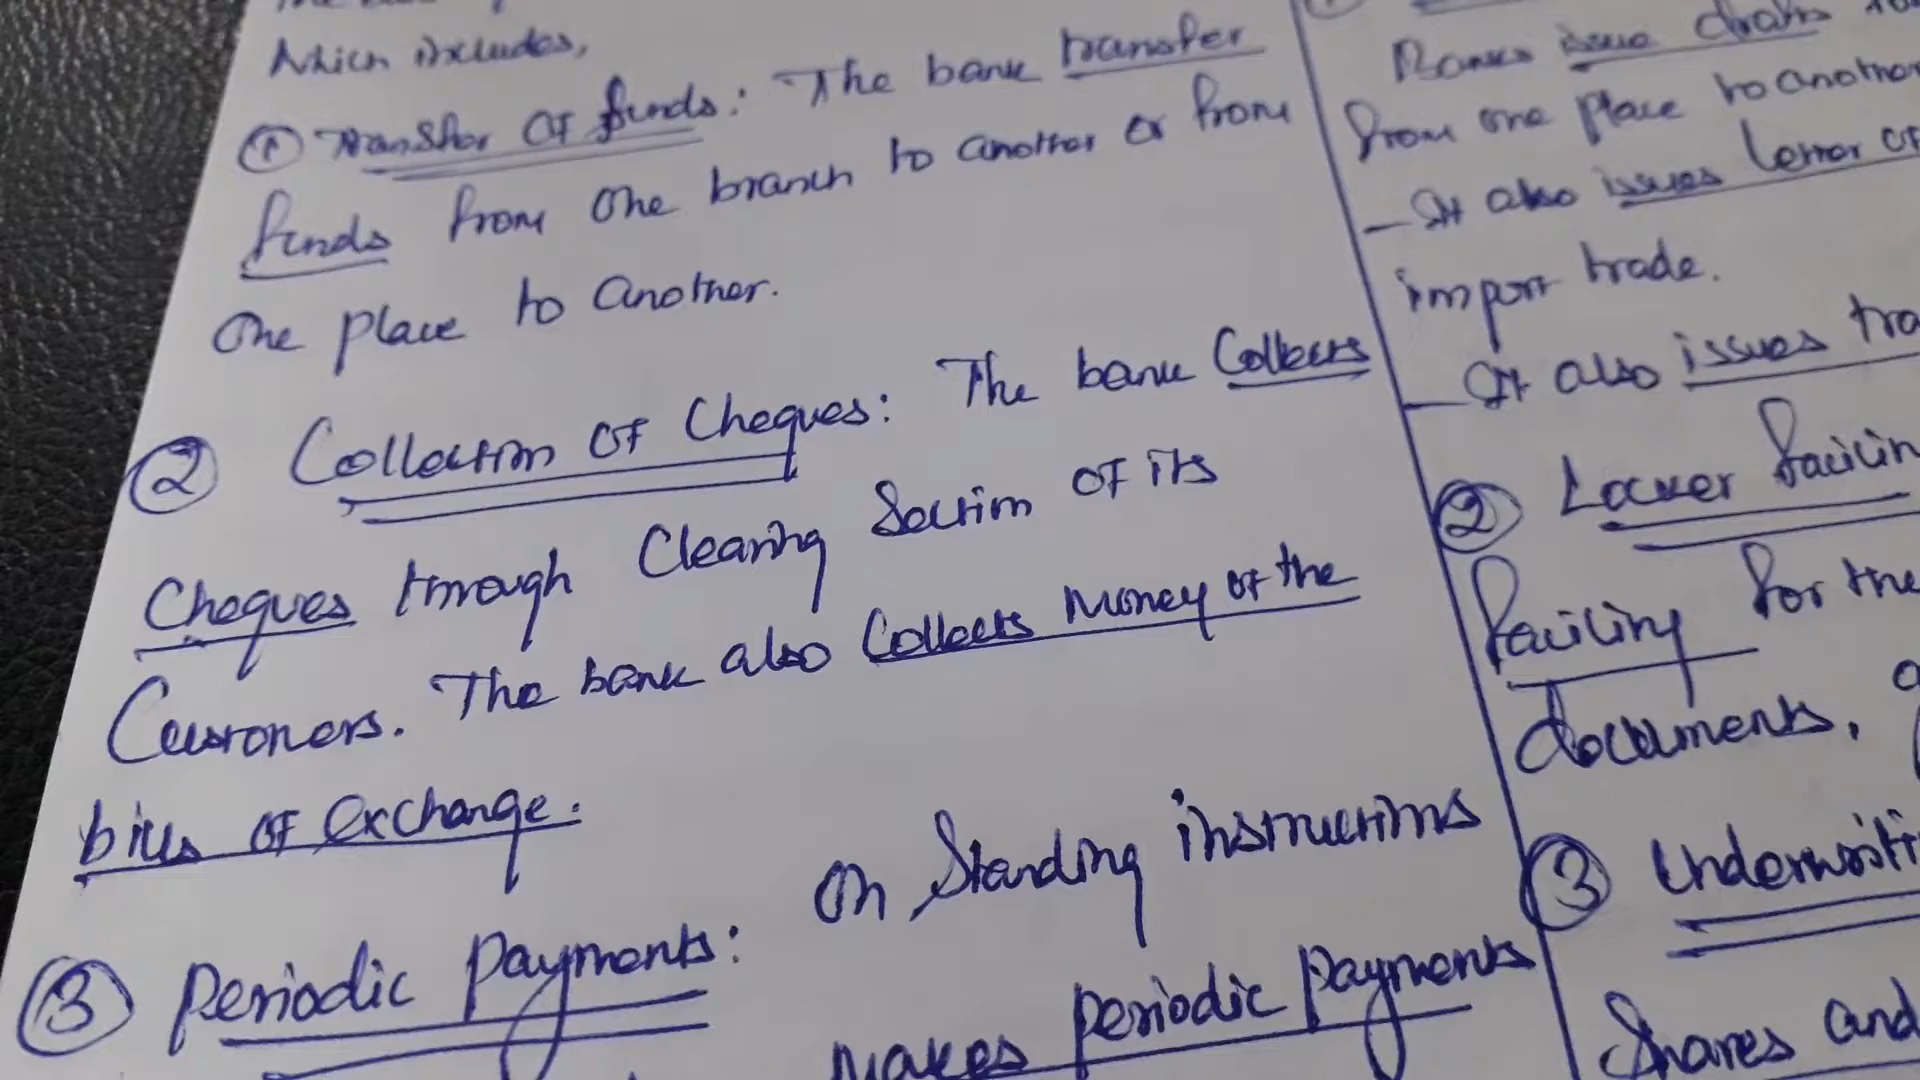 which includes,
① Transfer of funds: The bank transfer
funds from one branch to another or from
one place to another.
② Collection of Cheques: The bank Collects
Cheques through Clearing Section of its
Customers. The bank also Collects Money of the
bills of exchange.
③ Periodic Payments: On Standing instructions
makes periodic payments
Banks issue drafts
from one place to another
- It also issues letter of
import trade.
- It also issues
② Locker
facility for the
documents,
③
Shares and